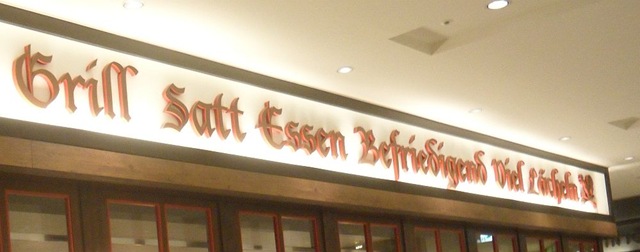 Grill Satt Essen Befriedigend Viel Lächeln